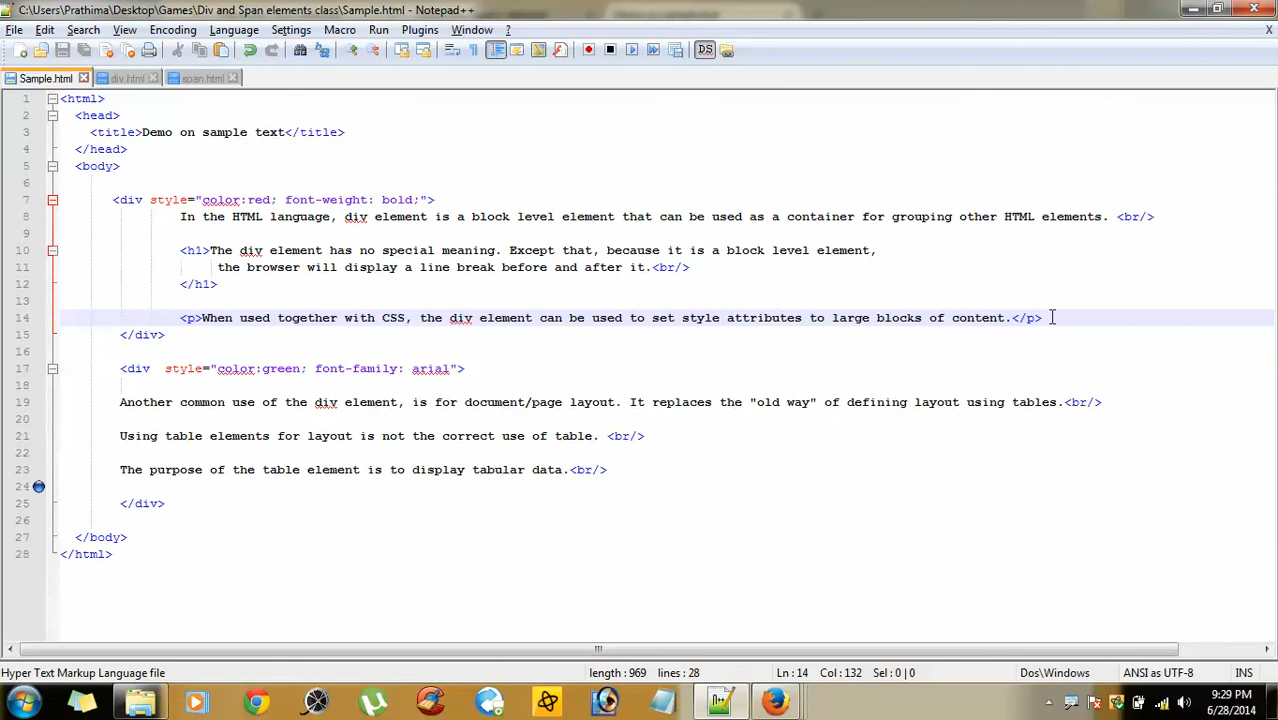 C:\Users\Prathima\Desktop\Games\Div and Span elements class\Sample.html - Notepad++
File Edit Search View Encoding Language Settings Macro Run Plugins Window ? X
Sample.html div.html span.html
1 <html>
2 <head>
3 <title>Demo on sample text</title>
4 </head>
5 <body>
6
7 <div style="color:red; font-weight: bold;">
8 In the HTML language, div element is a block level element that can be used as a container for grouping other HTML elements. <br/>
9
10 <h1>The div element has no special meaning. Except that, because it is a block level element,
11 the browser will display a line break before and after it.<br/>
12 </h1>
13
14 <p>When used together with CSS, the div element can be used to set style attributes to large blocks of content.</p>
15 </div>
16
17 <div  style="color:green; font-family: arial">
18
19 Another common use of the div element, is for document/page layout. It replaces the "old way" of defining layout using tables.<br/>
20
21 Using table elements for layout is not the correct use of table. <br/>
22
23 The purpose of the table element is to display tabular data.<br/>
24
25 </div>
26
27 </body>
28 </html>
Hyper Text Markup Language file length : 969 lines : 28 Ln : 14 Col : 132 Sel : 0 | 0 Dos\Windows ANSI as UTF-8 INS
9:29 PM
6/28/2014